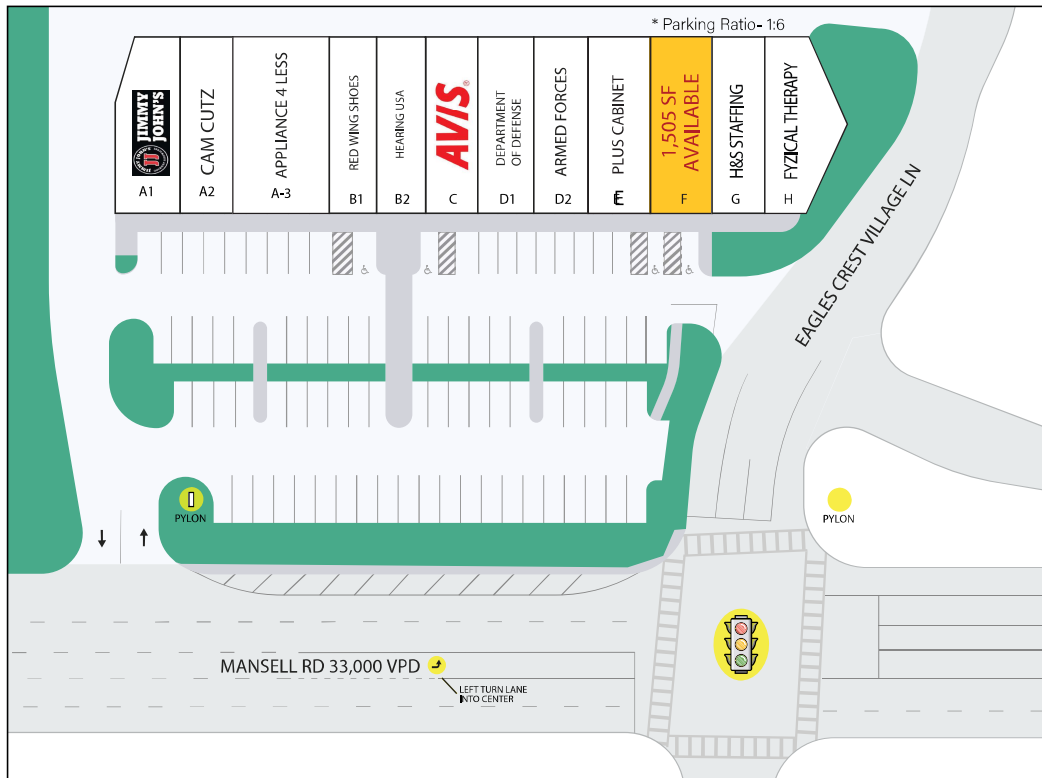 * Parking Ratio- 1:6
JIMMY
JOHN'S
JJ
A1
CAM CUTZ
A2
APPLIANCE 4 LESS
A-3
RED WING SHOES
B1
HEARING USA
B2
AVIS®
C
DEPARTMENT
OF DEFENSE
D1
ARMED FORCES
D2
PLUS CABINET
E
1,505 SF
AVAILABLE
F
H&S STAFFING
G
FYZICAL THERAPY
H
EAGLES CREST VILLAGE LN
PYLON
PYLON
MANSELL RD 33,000 VPD
LEFT TURN LANE
INTO CENTER